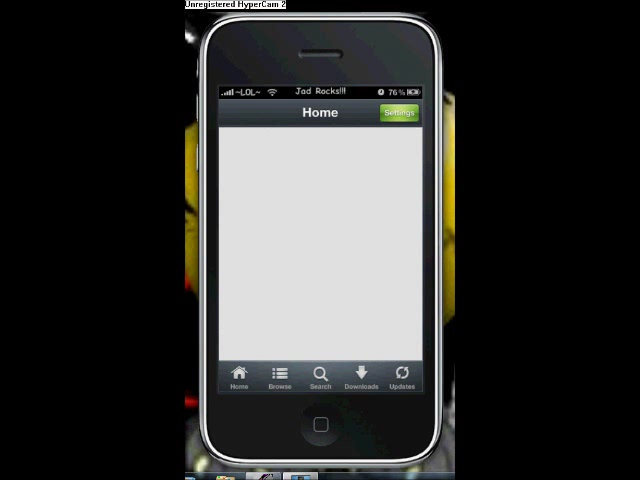 Unregistered HyperCam 2
~LOL~ Jad Rocks!!! 76%
Home Settings
Home Browse Search Downloads Updates